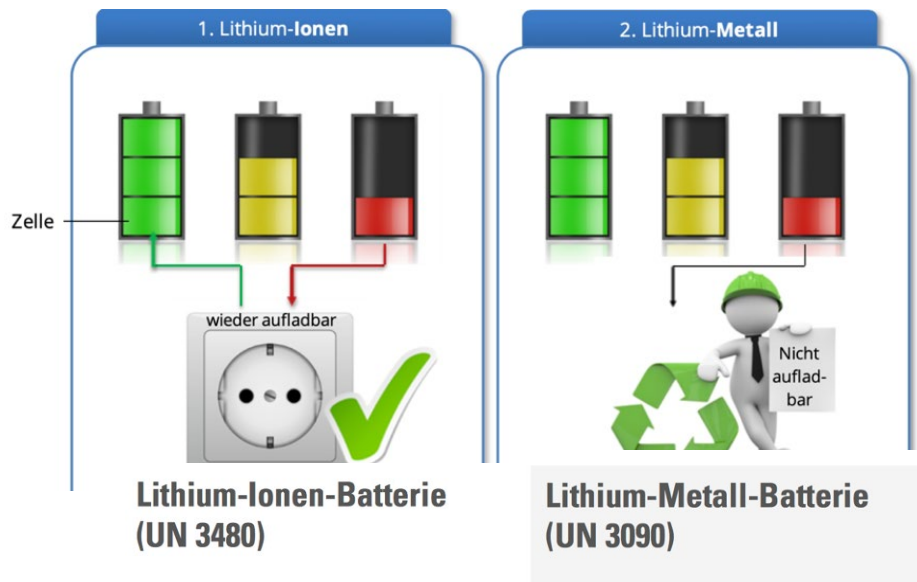 1. Lithium-Ionen
Zelle
wieder aufladbar
Lithium-Ionen-Batterie
(UN 3480)
2. Lithium-Metall
Nicht
auflad-
bar
Lithium-Metall-Batterie
(UN 3090)